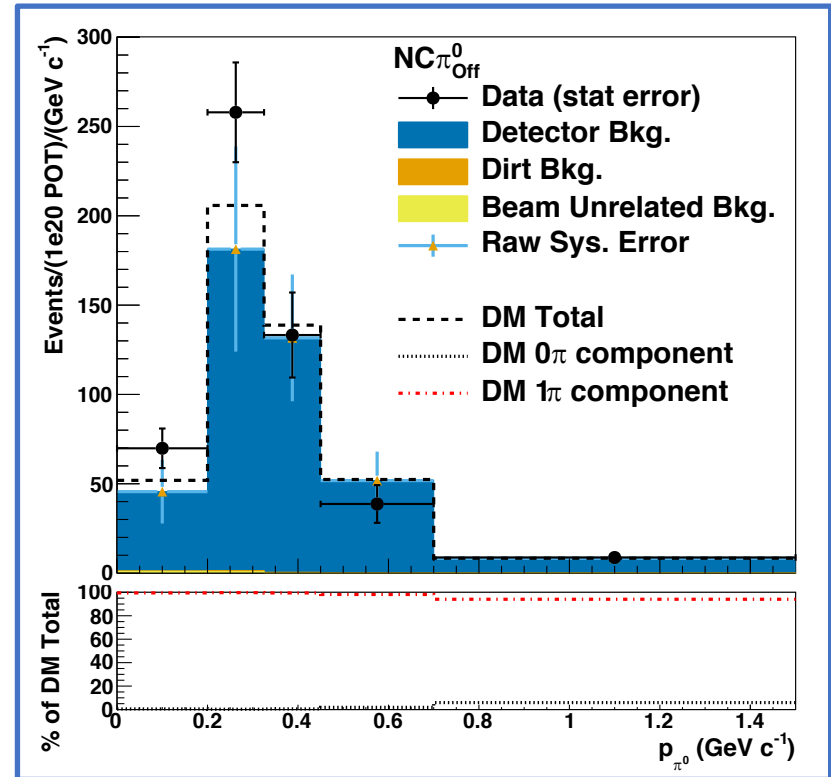 NCπ⁰Off
Data (stat error)
Detector Bkg.
Dirt Bkg.
Beam Unrelated Bkg.
Raw Sys. Error
DM Total
DM 0π component
DM 1π component
Events/(1e20 POT)/(GeV c⁻¹)
300
250
200
150
100
50
0
% of DM Total
100
80
60
40
20
0
0 0.2 0.4 0.6 0.8 1 1.2 1.4
p_π⁰ (GeV c⁻¹)